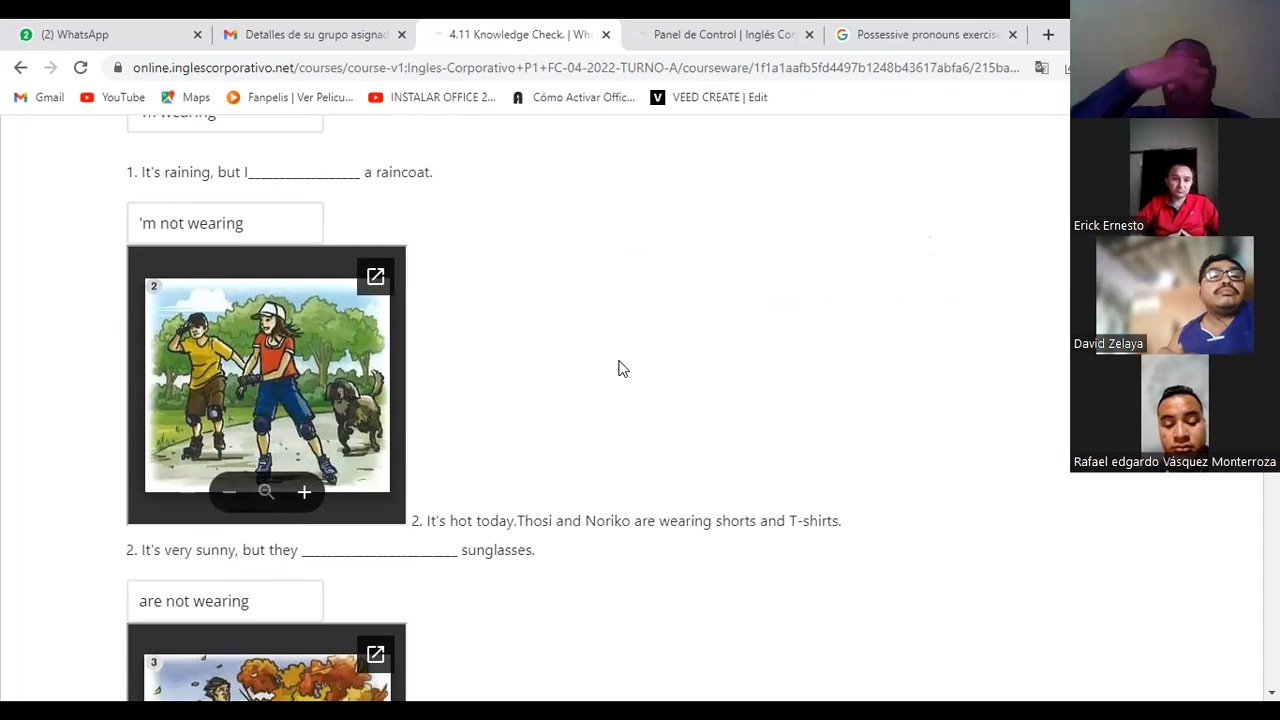 2 (2) WhatsApp
Detalles de su grupo asignad
4.11 Knowledge Check. | Wh
Panel de Control | Inglés Co
Possessive pronouns exercis
online.inglescorporativo.net/courses/course-v1:Ingles-Corporativo+P1+FC-04-2022-TURNO-A/courseware/1f1a1aafb5fd4497b1248b43617abfa6/215ba...
Gmail
YouTube
Maps
Fanpelis | Ver Pelicu...
INSTALAR OFFICE 2...
Cómo Activar Offic...
VEED CREATE | Edit
'm wearing
1. It's raining, but I_________________ a raincoat.
'm not wearing
2
2. It's hot today.Thosi and Noriko are wearing shorts and T-shirts.
2. It's very sunny, but they ________________________ sunglasses.
are not wearing
3
Erick Ernesto
David Zelaya
Rafael edgardo Vásquez Monterroza